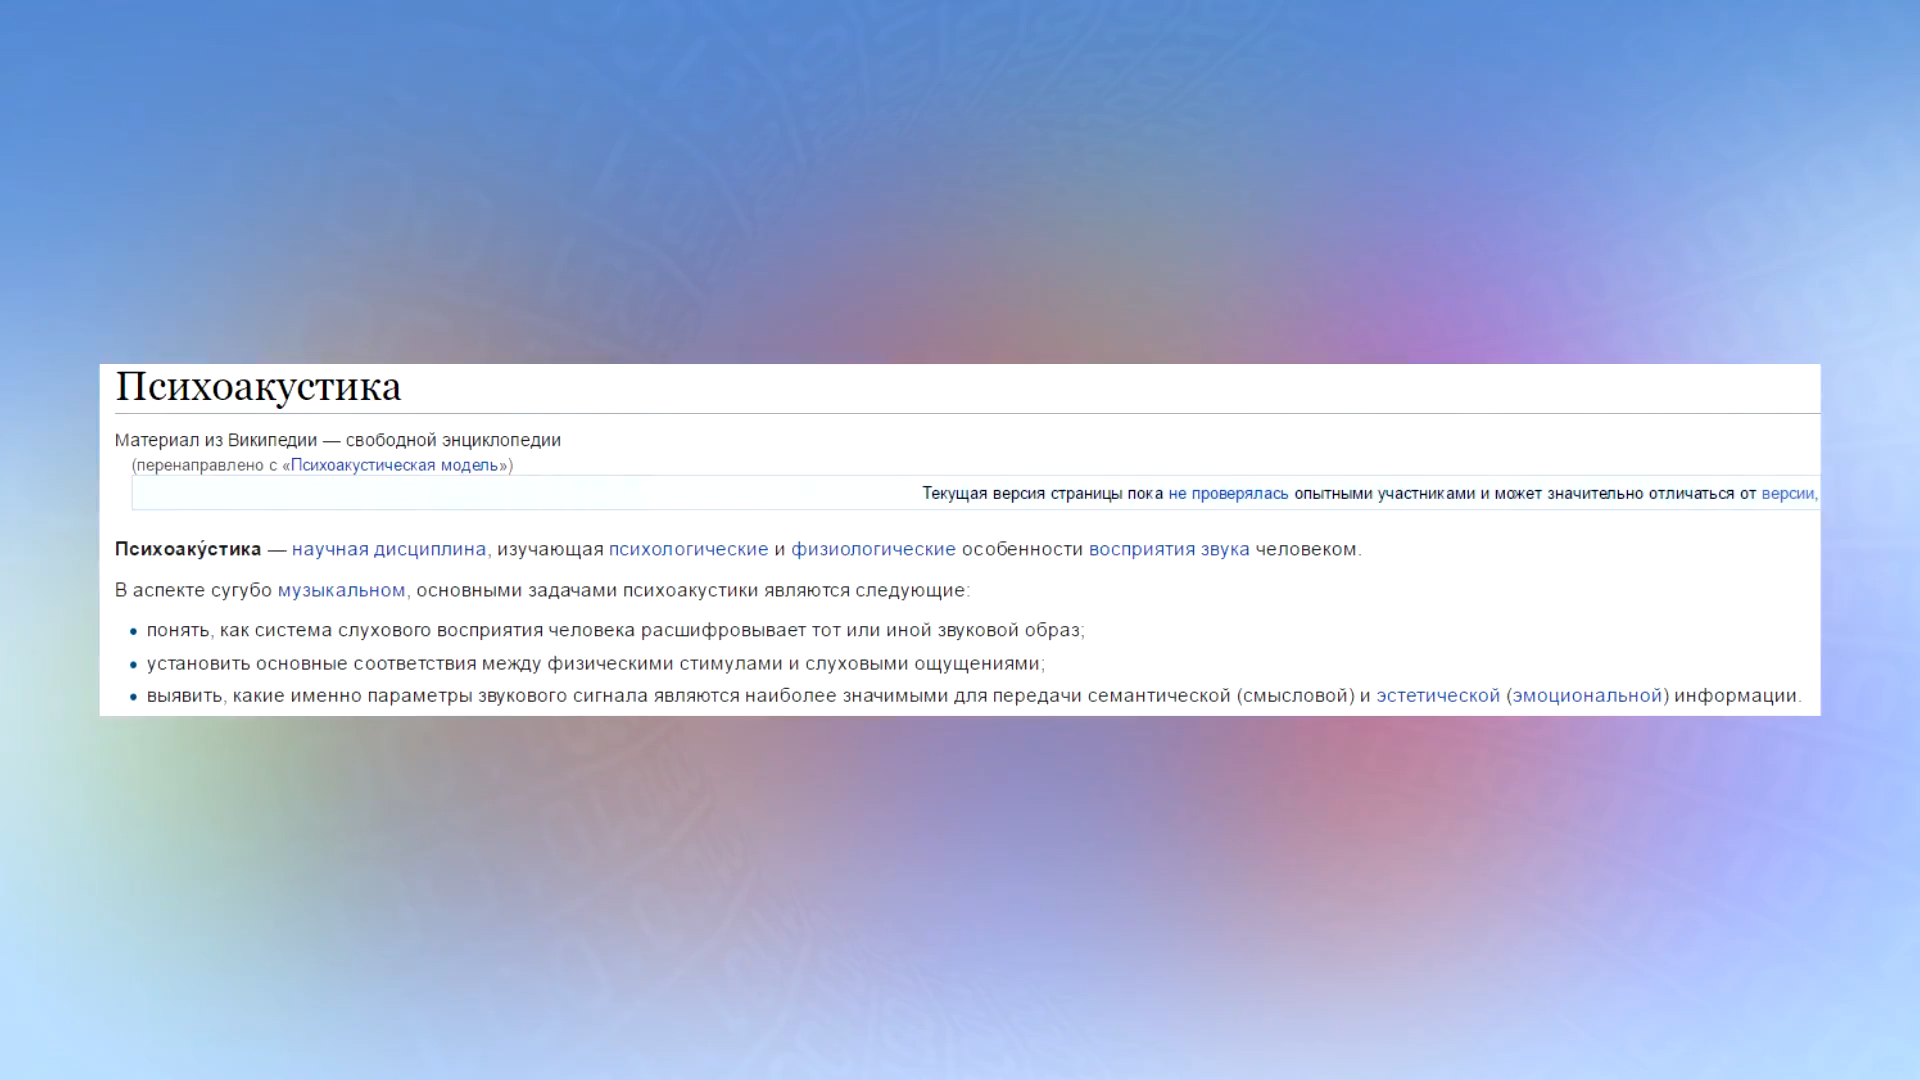 Психоакустика
Материал из Википедии — свободной энциклопедии
(перенаправлено с «Психоакустическая модель»)
Текущая версия страницы пока не проверялась опытными участниками и может значительно отличаться от версии,
Психоаку́стика — научная дисциплина, изучающая психологические и физиологические особенности восприятия звука человеком.
В аспекте сугубо музыкальном, основными задачами психоакустики являются следующие:
• понять, как система слухового восприятия человека расшифровывает тот или иной звуковой образ;
• установить основные соответствия между физическими стимулами и слуховыми ощущениями;
• выявить, какие именно параметры звукового сигнала являются наиболее значимыми для передачи семантической (смысловой) и эстетической (эмоциональной) информации.